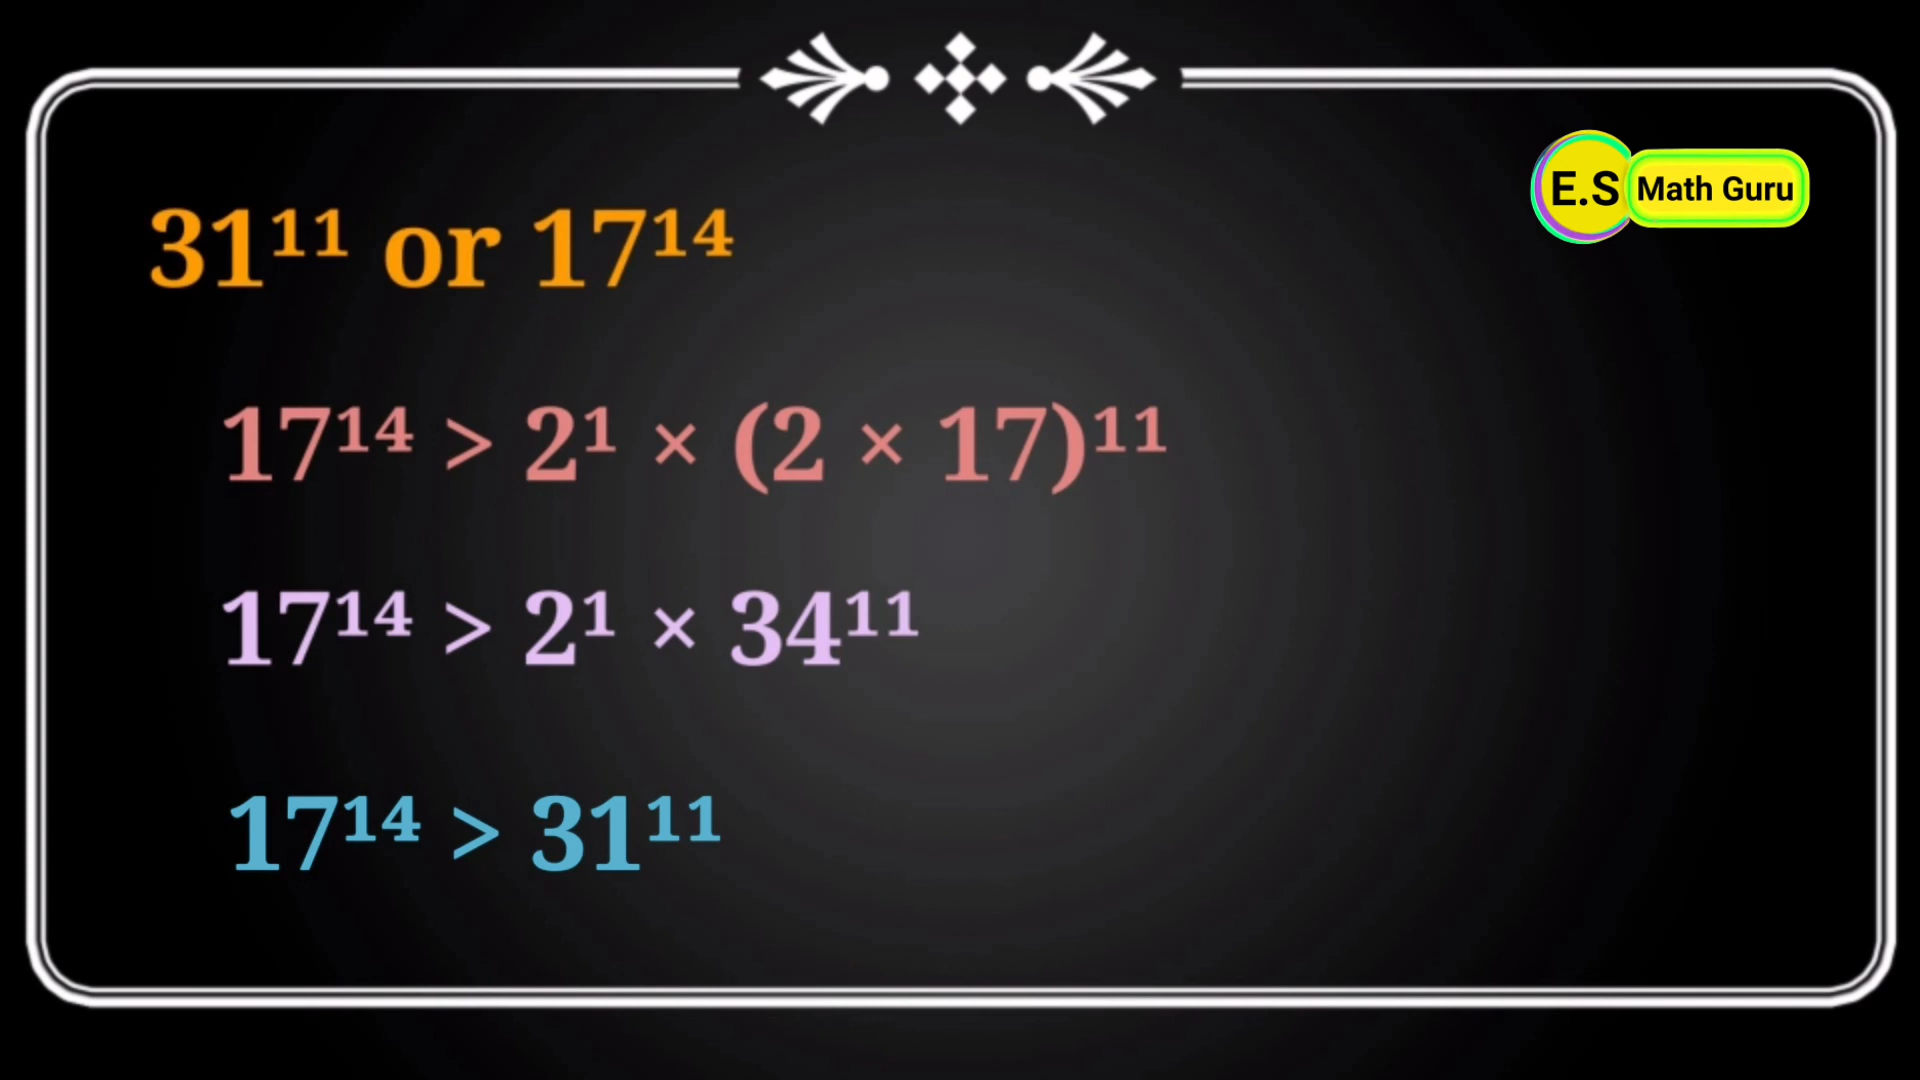 E.S Math Guru
31¹¹ or 17¹⁴
17¹⁴ > 2¹ × (2 × 17)¹¹
17¹⁴ > 2¹ × 34¹¹
17¹⁴ > 31¹¹